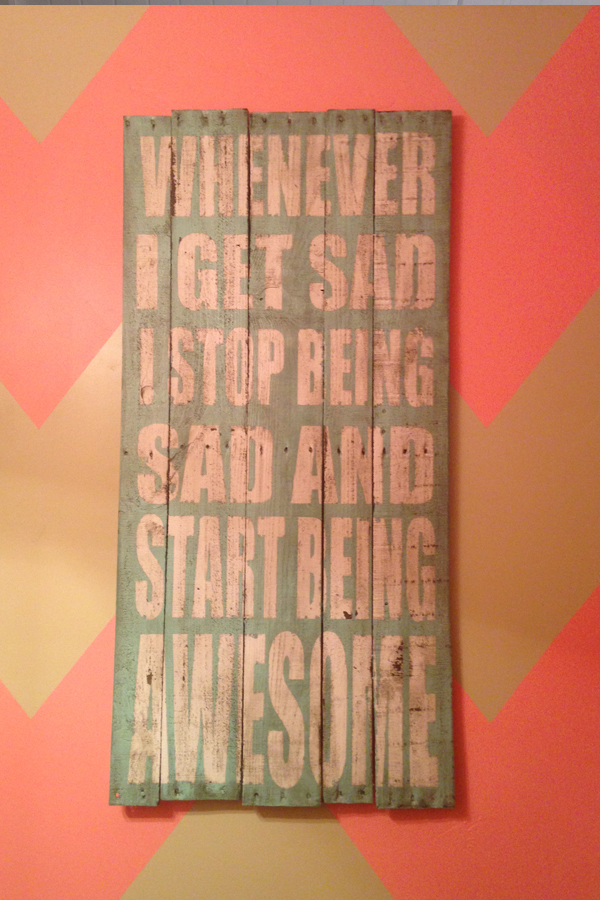 WHENEVER
I GET SAD
I STOP BEING
SAD AND
START BEING
AWESOME